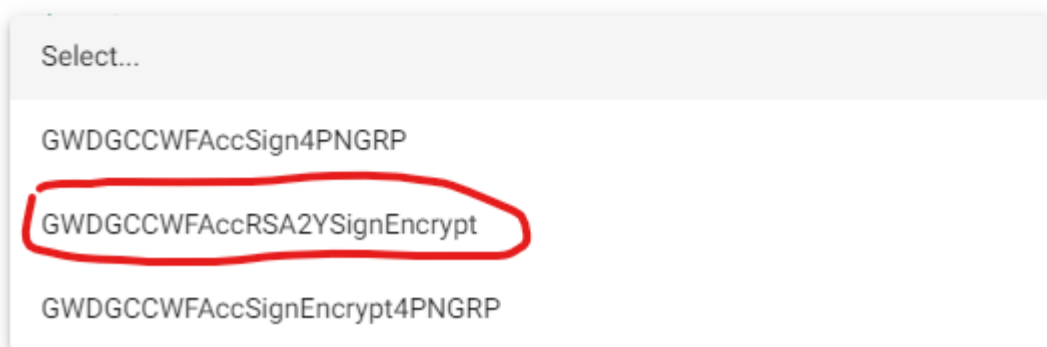 Select...
GWDGCCWFAccSign4PNGRP
GWDGCCWFAccRSA2YSignEncrypt
GWDGCCWFAccSignEncrypt4PNGRP